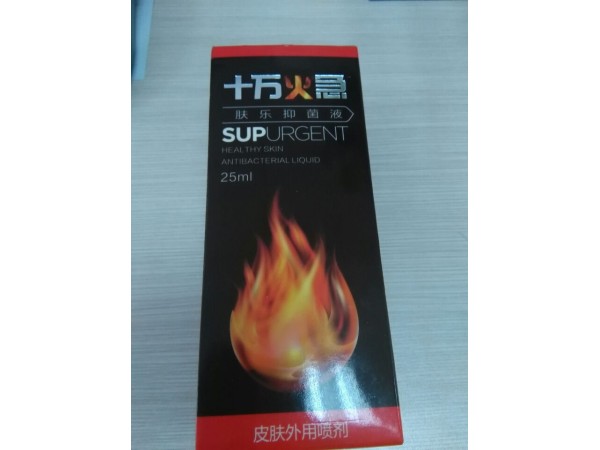 十万火急
肤乐抑菌液
SUPURGENT
HEALTHY SKIN
ANTIBACTERIAL LIQUID
25ml
皮肤外用喷剂